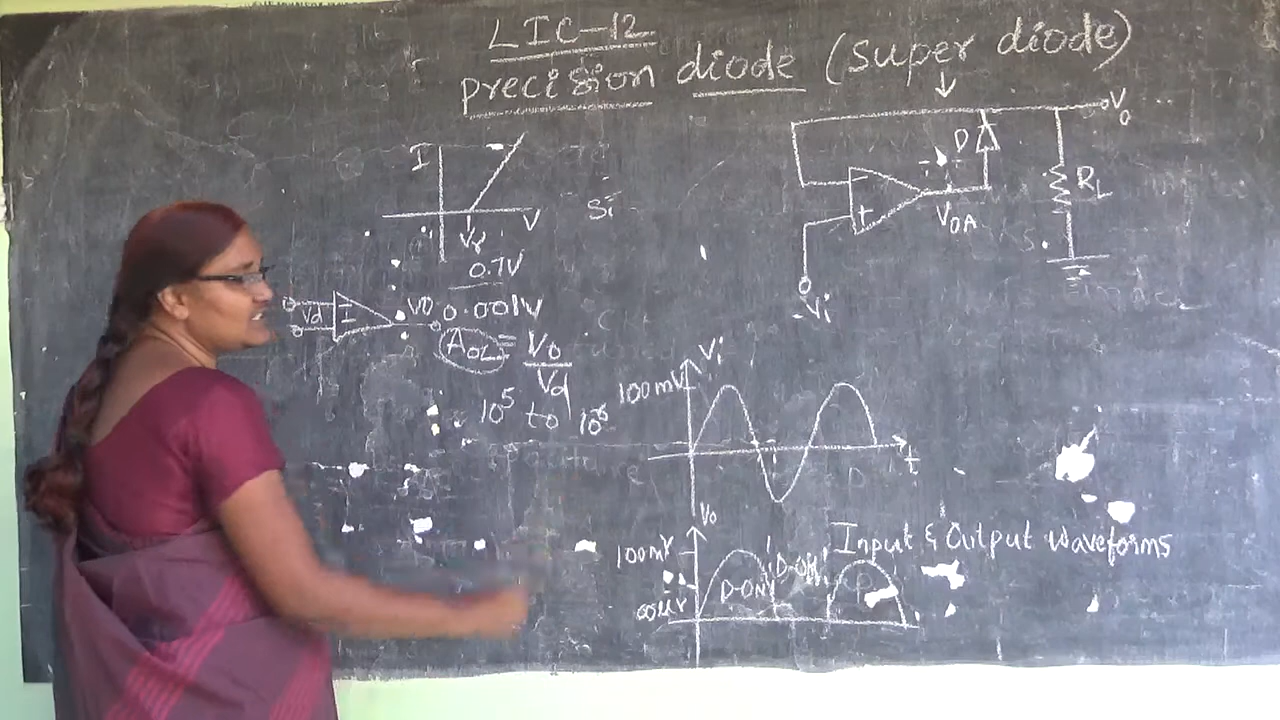 LIC-12
precision diode (super diode)
I
V
Vγ
0.7V
Si
Vo
D
RL
VOA
Vi
Vd
Vo 0.001V
AOL = Vo
Vd
10^5 to 10^6
Vi
100mV
t
Vo
Input & Output Waveforms
100mV
D-ON
D-OFF